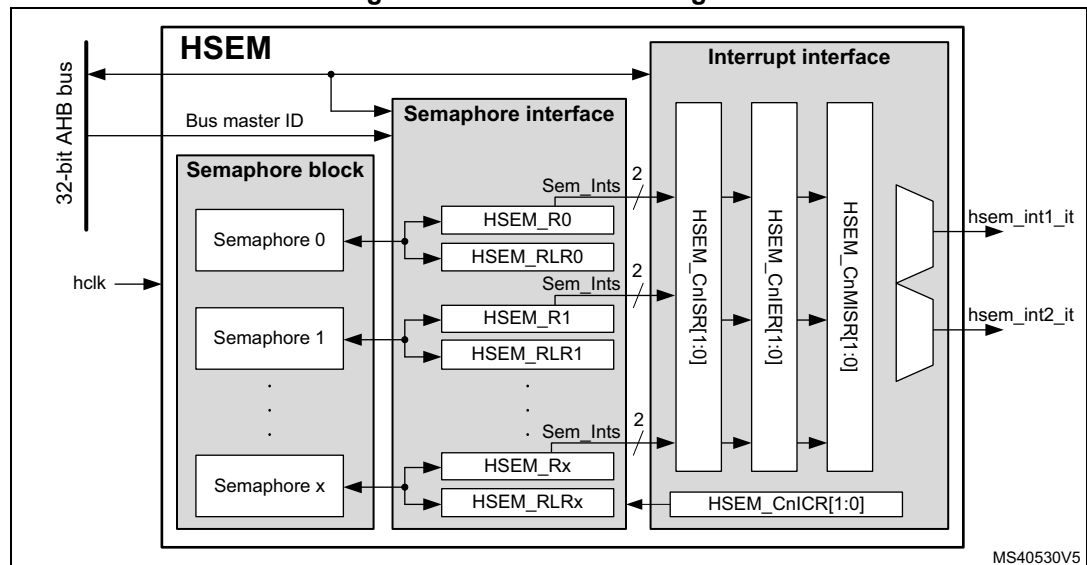 HSEM
Interrupt interface
32-bit AHB bus
Bus master ID
Semaphore interface
Semaphore block
Sem_Ints
2
HSEM_R0
Semaphore 0
HSEM_RLR0
hclk
Sem_Ints
2
HSEM_R1
Semaphore 1
HSEM_RLR1
Sem_Ints
2
HSEM_Rx
Semaphore x
HSEM_RLRx
HSEM_CnISR[1:0]
HSEM_CnIER[1:0]
HSEM_CnMISR[1:0]
hsem_int1_it
hsem_int2_it
HSEM_CnICR[1:0]
MS40530V5